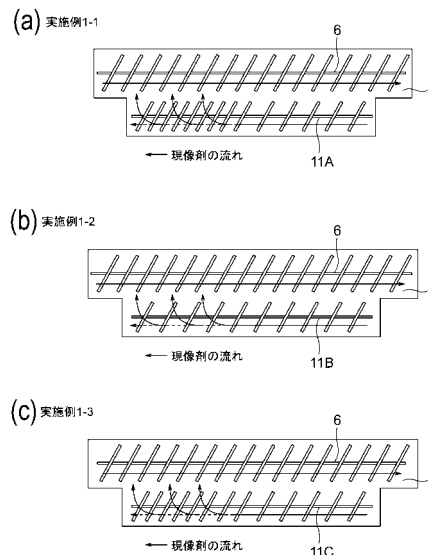 (a) 実施例1-1
6
11A
← 現像剤の流れ
(b) 実施例1-2
6
11B
← 現像剤の流れ
(c) 実施例1-3
6
11C
← 現像剤の流れ